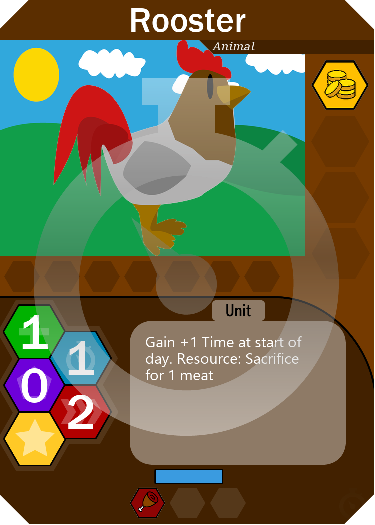 Rooster
Animal
Unit
Gain +1 Time at start of
day. Resource: Sacrifice
for 1 meat
1
1
0
2